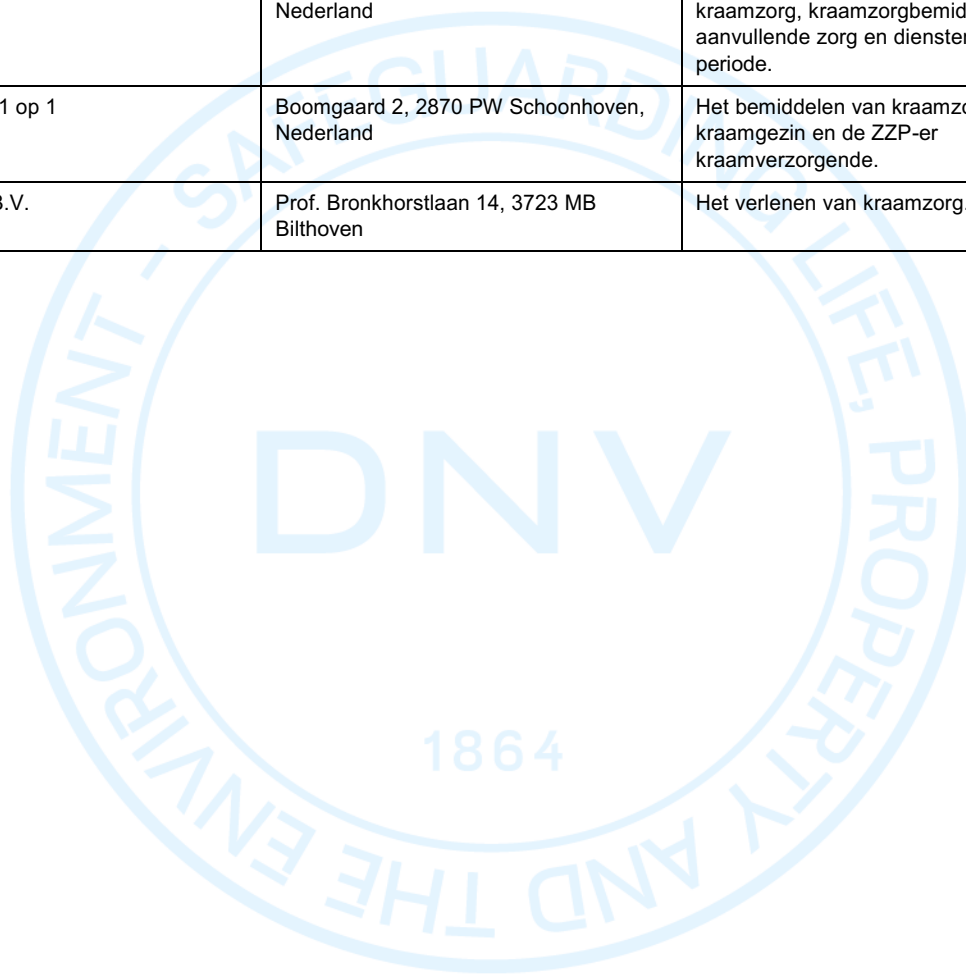 Nederland
kraamzorg, kraamzorgbemid
aanvullende zorg en diensten
periode.
1 op 1
Boomgaard 2, 2870 PW Schoonhoven,
Nederland
Het bemiddelen van kraamzo
kraamgezin en de ZZP-er
kraamverzorgende.
B.V.
Prof. Bronkhorstlaan 14, 3723 MB
Bilthoven
Het verlenen van kraamzorg.
SAFEGUARDING LIFE, PROPERTY AND THE ENVIRONMENT -
DNV
1864